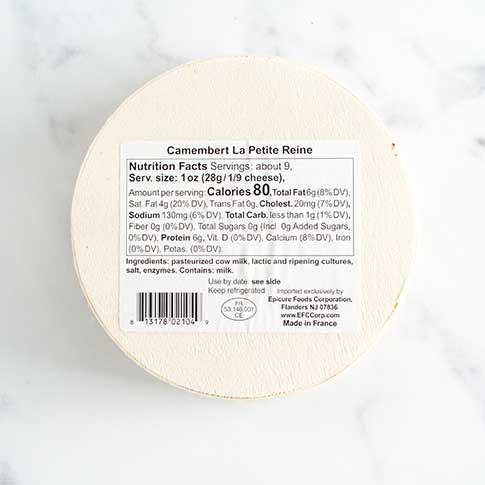 Camembert La Petite Reine
Nutrition Facts Servings: about 9,
Serv. size: 1 oz (28g/1/9 cheese),
Amount per serving: Calories 80, Total Fat 6g (8% DV),
Sat. Fat 4g (20% DV), Trans Fat 0g, Cholest. 20mg (7% DV),
Sodium 130mg (6% DV), Total Carb. less than 1g (1% DV),
Fiber 0g (0% DV), Total Sugars 0g (Incl. 0g Added Sugars,
0% DV), Protein 6g, Vit. D (0% DV), Calcium (8% DV), Iron
(0% DV), Potas. (0% DV).
Ingredients: pasteurized cow milk, lactic and ripening cultures,
salt, enzymes. Contains: milk.
Use by date: see side
Keep refrigerated
8 13178 02104 9
FR
53.146.001
CE
Imported exclusively by
Epicure Foods Corporation,
Flanders NJ 07836
www.EFCCorp.com
Made in France